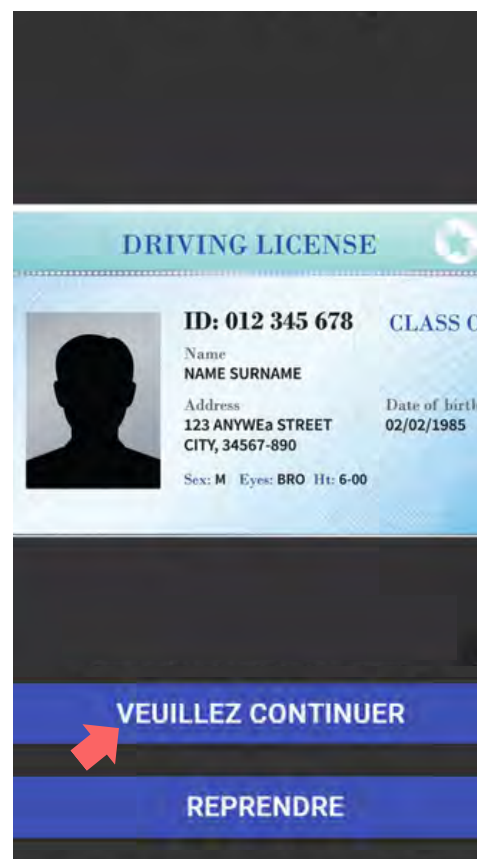 DRIVING LICENSE
ID: 012 345 678
CLASS C
Name
NAME SURNAME
Address
Date of birth
123 ANYWEa STREET
02/02/1985
CITY, 34567-890
Sex: M Eyes: BRO Ht: 6-00
VEUILLEZ CONTINUER
REPRENDRE